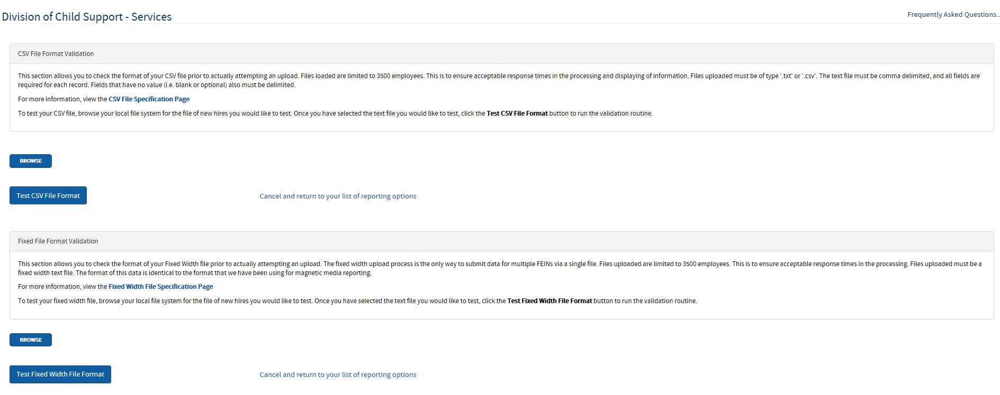 Division of Child Support - Services
Frequently Asked Questions..
CSV File Format Validation
This section allows you to check the format of your CSV file prior to actually attempting an upload. Files loaded are limited to 3500 employees. This is to ensure acceptable response times in the processing and displaying of information. Files uploaded must be of type '.txt' or '.csv'. The text file must be comma delimited, and all fields are
required for each record. Fields that have no value (i.e. blank or optional) also must be delimited.
For more information, view the CSV File Specification Page
To test your CSV file, browse your local file system for the file of new hires you would like to test. Once you have selected the text file you would like to test, click the Test CSV File Format button to run the validation routine.
BROWSE
Test CSV File Format
Cancel and return to your list of reporting options
Fixed File Format Validation
This section allows you to check the format of your Fixed Width file prior to actually attempting an upload. The fixed width upload process is the only way to submit data for multiple FEINs via a single file. Files uploaded are limited to 3500 employees. This is to ensure acceptable response times in the processing. Files uploaded must be a
fixed width text file. The format of this data is identical to the format that we have been using for magnetic media reporting.
For more information, view the Fixed Width File Specification Page
To test your fixed width file, browse your local file system for the file of new hires you would like to test. Once you have selected the text file you would like to test, click the Test Fixed Width File Format button to run the validation routine.
BROWSE
Test Fixed Width File Format
Cancel and return to your list of reporting options